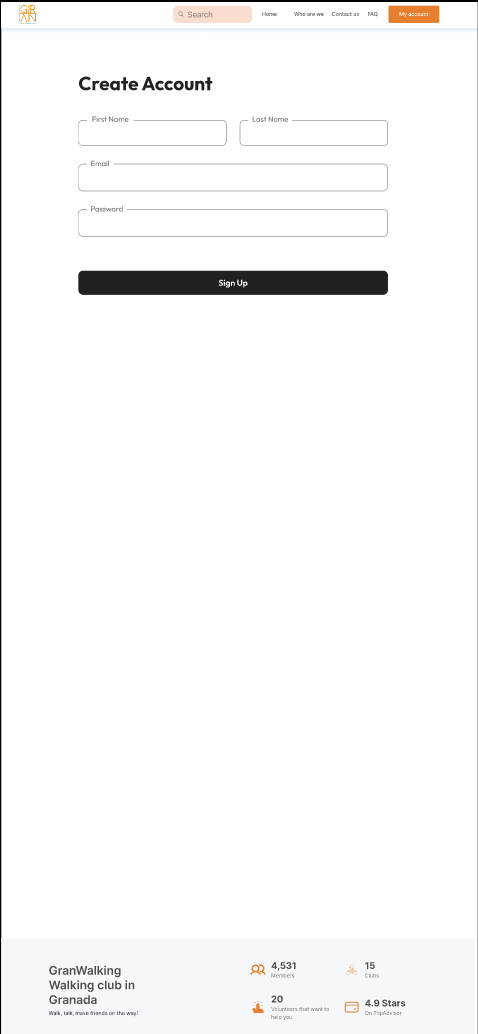 GR
AN
Search
Home
Who are we
Contact us
FAQ
My account
Create Account
First Name
Last Name
Email
Password
Sign Up
GranWalking
Walking club in
Granada
Walk, talk, make friends on the way!
4,531
Members
15
Clubs
20
Volunteers that want to
help you
4.9 Stars
On TripAdvisor